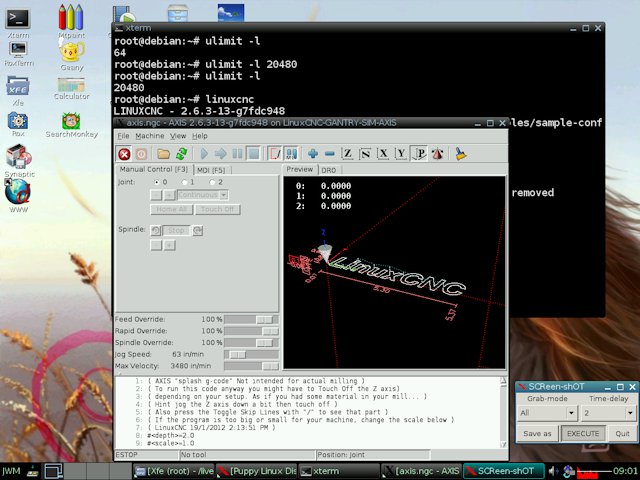 Xterm
Mtpaint
RoxTerm
Geany
Xfe
Calculator
Pax
SearchMonkey
Synaptic
WWW
xterm
root@debian:~# ulimit -l
64
root@debian:~# ulimit -l 20480
root@debian:~# ulimit -l
20480
root@debian:~# linuxcnc
LINUXCNC - 2.6.3-13-g7fdc948
les/sample-conf
removed
axis.ngc - AXIS 2.6.3-13-g7fdc948 on LinuxCNC-GANTRY-SIM-AXIS
File Machine View Help
Z S X Y P
Manual Control [F3] MDI [F5]
Preview DRO
Joint: 0 1 2
- + Continuous
Home All Touch Off
Spindle: Stop
- +
0: 0.0000
1: 0.0000
2: 0.0000
Z
LinuxCNC
5.30
5.37
Feed Override: 100 %
Rapid Override: 100 %
Spindle Override: 100 %
Jog Speed: 63 in/min
Max Velocity: 3480 in/min
1: ( AXIS "splash g-code" Not intended for actual milling )
2: ( To run this code anyway you might have to Touch Off the Z axis)
3: ( depending on your setup. As if you had some material in your mill... )
4: ( Hint jog the Z axis down a bit then touch off )
5: ( Also press the Toggle Skip Lines with "/" to see that part )
6: ( If the program is too big or small for your machine, change the scale below )
7: ( LinuxCNC 19/1/2012 2:13:51 PM )
8: #<depth>=2.0
9: #<scale>=1.0
ESTOP No tool Position: Joint
SCReen-shOT
Grab-mode Time-delay
All 2
Save as EXECUTE Quit
JWM
[Xfe (root) - /live
[Puppy Linux Dis
xterm
[axis.ngc - AXIS
SCReen-shOT
09:01